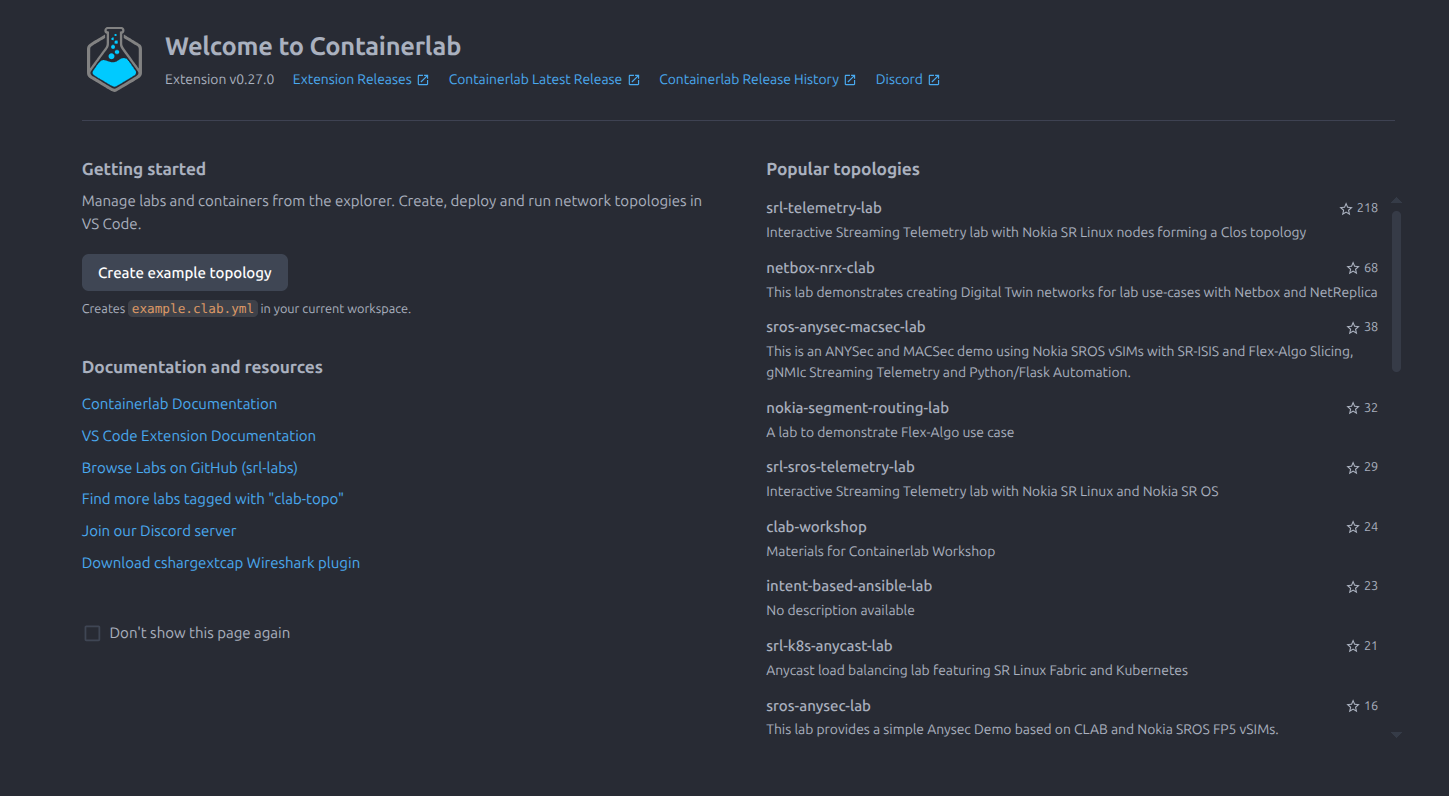 Welcome to Containerlab
Extension v0.27.0 Extension Releases Containerlab Latest Release Containerlab Release History Discord
Getting started
Manage labs and containers from the explorer. Create, deploy and run network topologies in
VS Code.
Create example topology
Creates example.clab.yml in your current workspace.
Documentation and resources
Containerlab Documentation
VS Code Extension Documentation
Browse Labs on GitHub (srl-labs)
Find more labs tagged with "clab-topo"
Join our Discord server
Download cshargextcap Wireshark plugin
Don't show this page again
Popular topologies
srl-telemetry-lab 218
Interactive Streaming Telemetry lab with Nokia SR Linux nodes forming a Clos topology
netbox-nrx-clab 68
This lab demonstrates creating Digital Twin networks for lab use-cases with Netbox and NetReplica
sros-anysec-macsec-lab 38
This is an ANYSec and MACSec demo using Nokia SROS vSIMs with SR-ISIS and Flex-Algo Slicing,
gNMIc Streaming Telemetry and Python/Flask Automation.
nokia-segment-routing-lab 32
A lab to demonstrate Flex-Algo use case
srl-sros-telemetry-lab 29
Interactive Streaming Telemetry lab with Nokia SR Linux and Nokia SR OS
clab-workshop 24
Materials for Containerlab Workshop
intent-based-ansible-lab 23
No description available
srl-k8s-anycast-lab 21
Anycast load balancing lab featuring SR Linux Fabric and Kubernetes
sros-anysec-lab 16
This lab provides a simple Anysec Demo based on CLAB and Nokia SROS FP5 vSIMs.